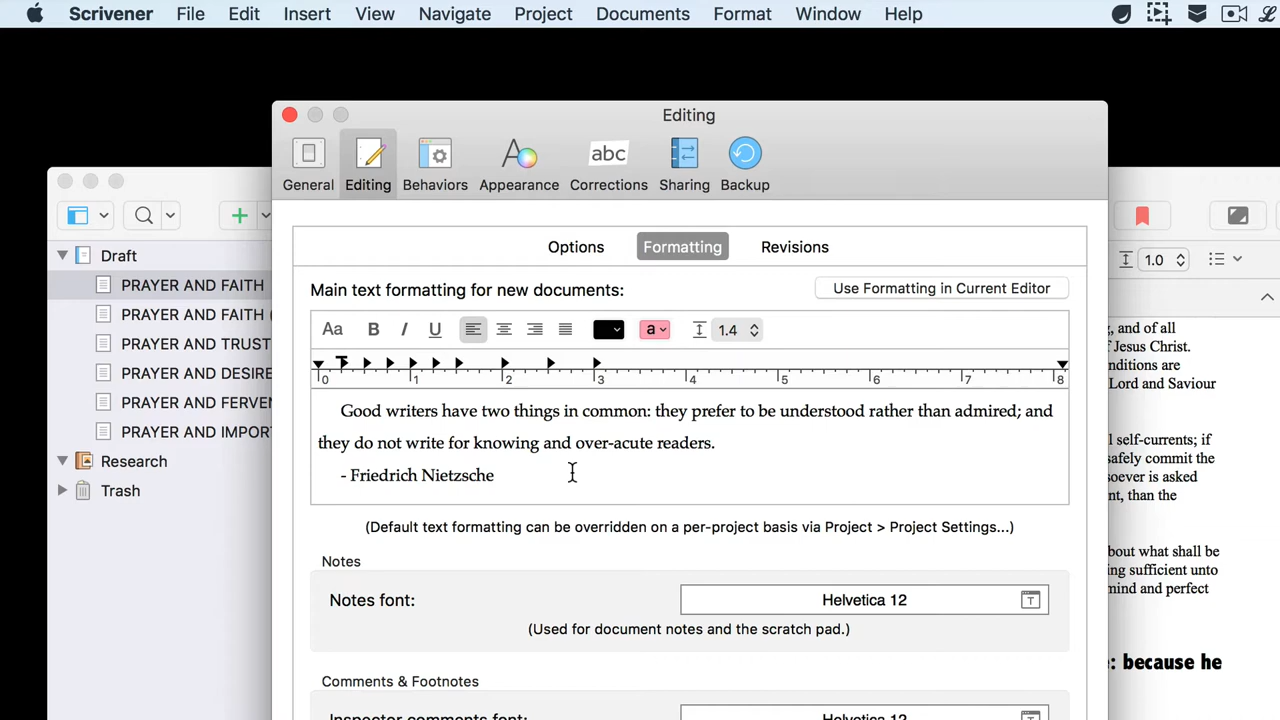 Scrivener File Edit Insert View Navigate Project Documents Format Window Help
Editing
General Editing Behaviors Appearance abc Corrections Sharing Backup
Options Formatting Revisions
Main text formatting for new documents: Use Formatting in Current Editor
Aa B I U a 1.4
0 1 2 3 4 5 6 7 8
Good writers have two things in common: they prefer to be understood rather than admired; and
they do not write for knowing and over-acute readers.
- Friedrich Nietzsche
(Default text formatting can be overridden on a per-project basis via Project > Project Settings...)
Notes
Notes font: Helvetica 12
(Used for document notes and the scratch pad.)
Comments & Footnotes
Inspector comments font: Helvetica 12
Draft
PRAYER AND FAITH
PRAYER AND FAITH (
PRAYER AND TRUST
PRAYER AND DESIRE
PRAYER AND FERVEN
PRAYER AND IMPORT
Research
Trash
1.0
g, and of all
f Jesus Christ.
nditions are
Lord and Saviour
l self-currents; if
safely commit the
soever is asked
ent, than the
bout what shall be
ing sufficient unto
mind and perfect
e: because he